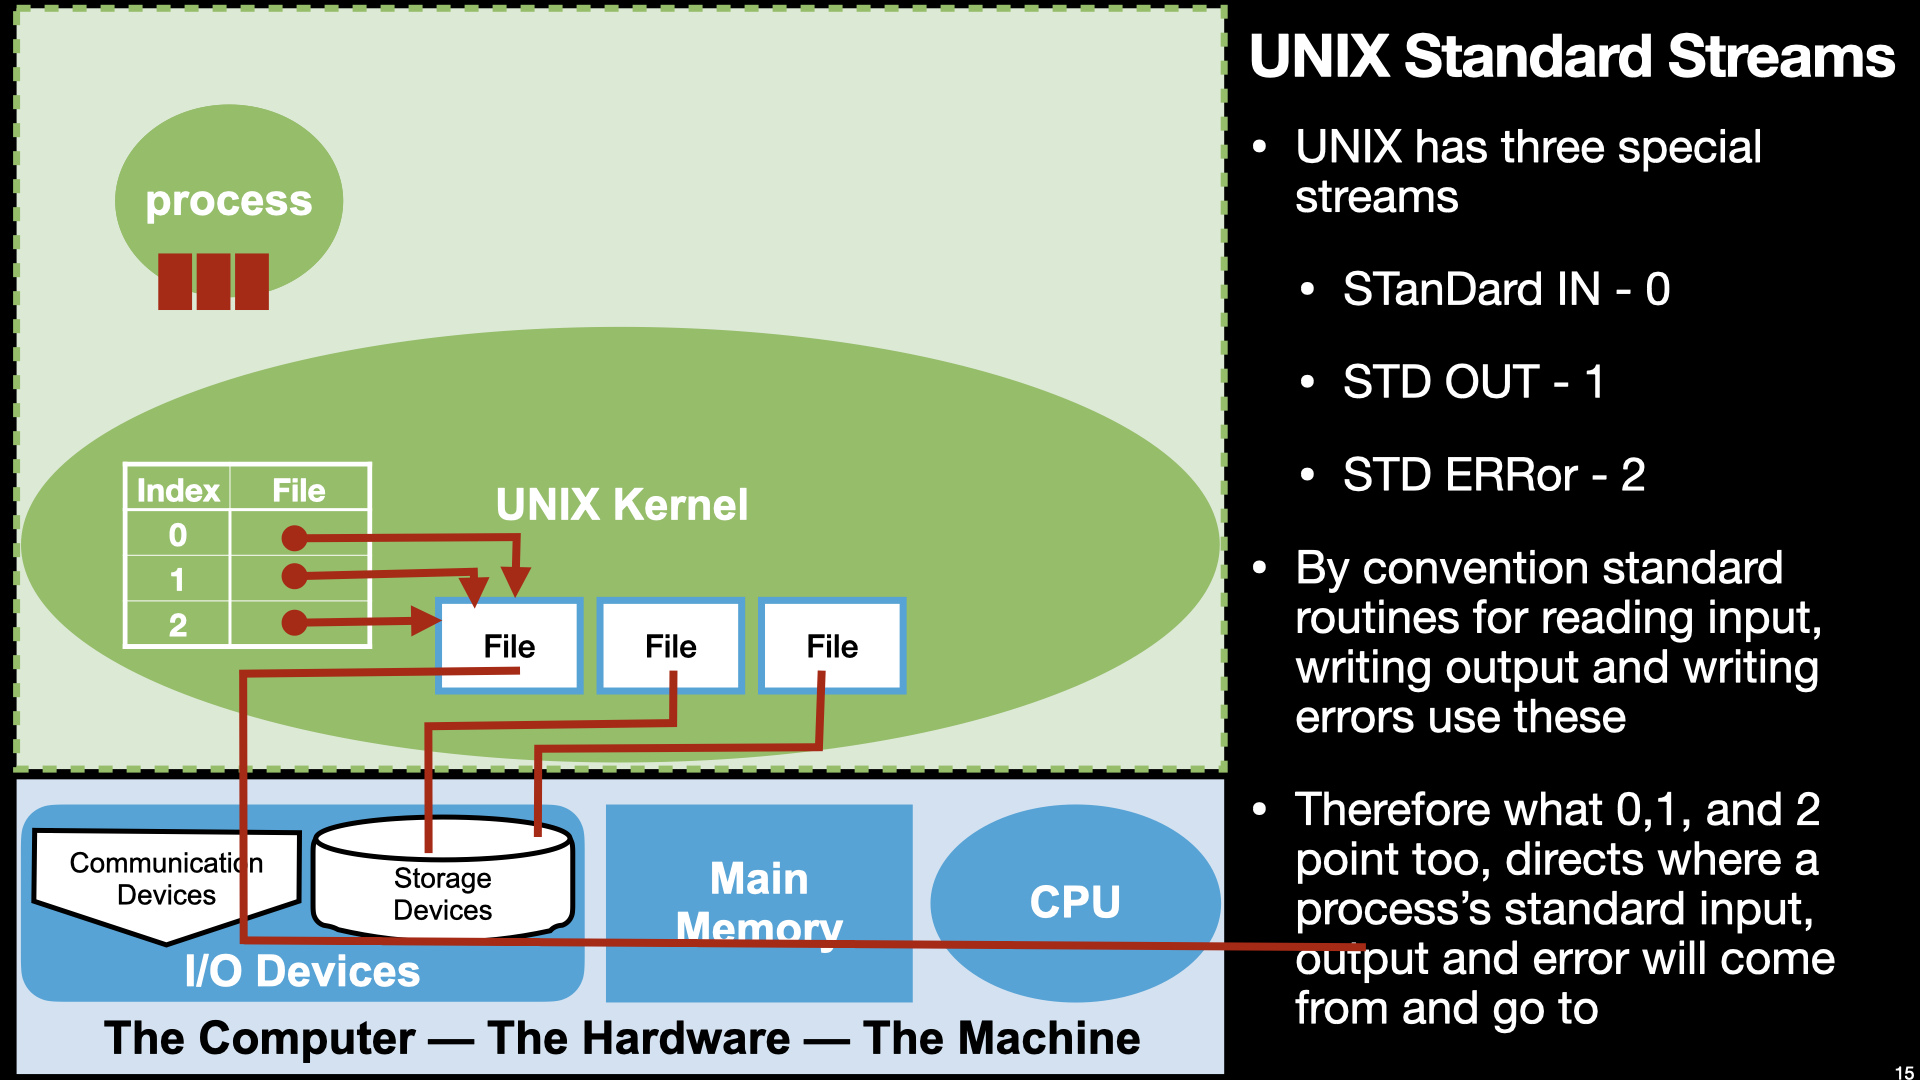 UNIX Standard Streams
• UNIX has three special
streams
• STanDard IN - 0
• STD OUT - 1
• STD ERRor - 2
• By convention standard
routines for reading input,
writing output and writing
errors use these
• Therefore what 0,1, and 2
point too, directs where a
process’s standard input,
output and error will come
from and go to
process
UNIX Kernel
Index File
0
1
2
File File File
Communication
Devices
Storage
Devices
I/O Devices
Main
Memory
CPU
The Computer — The Hardware — The Machine
15